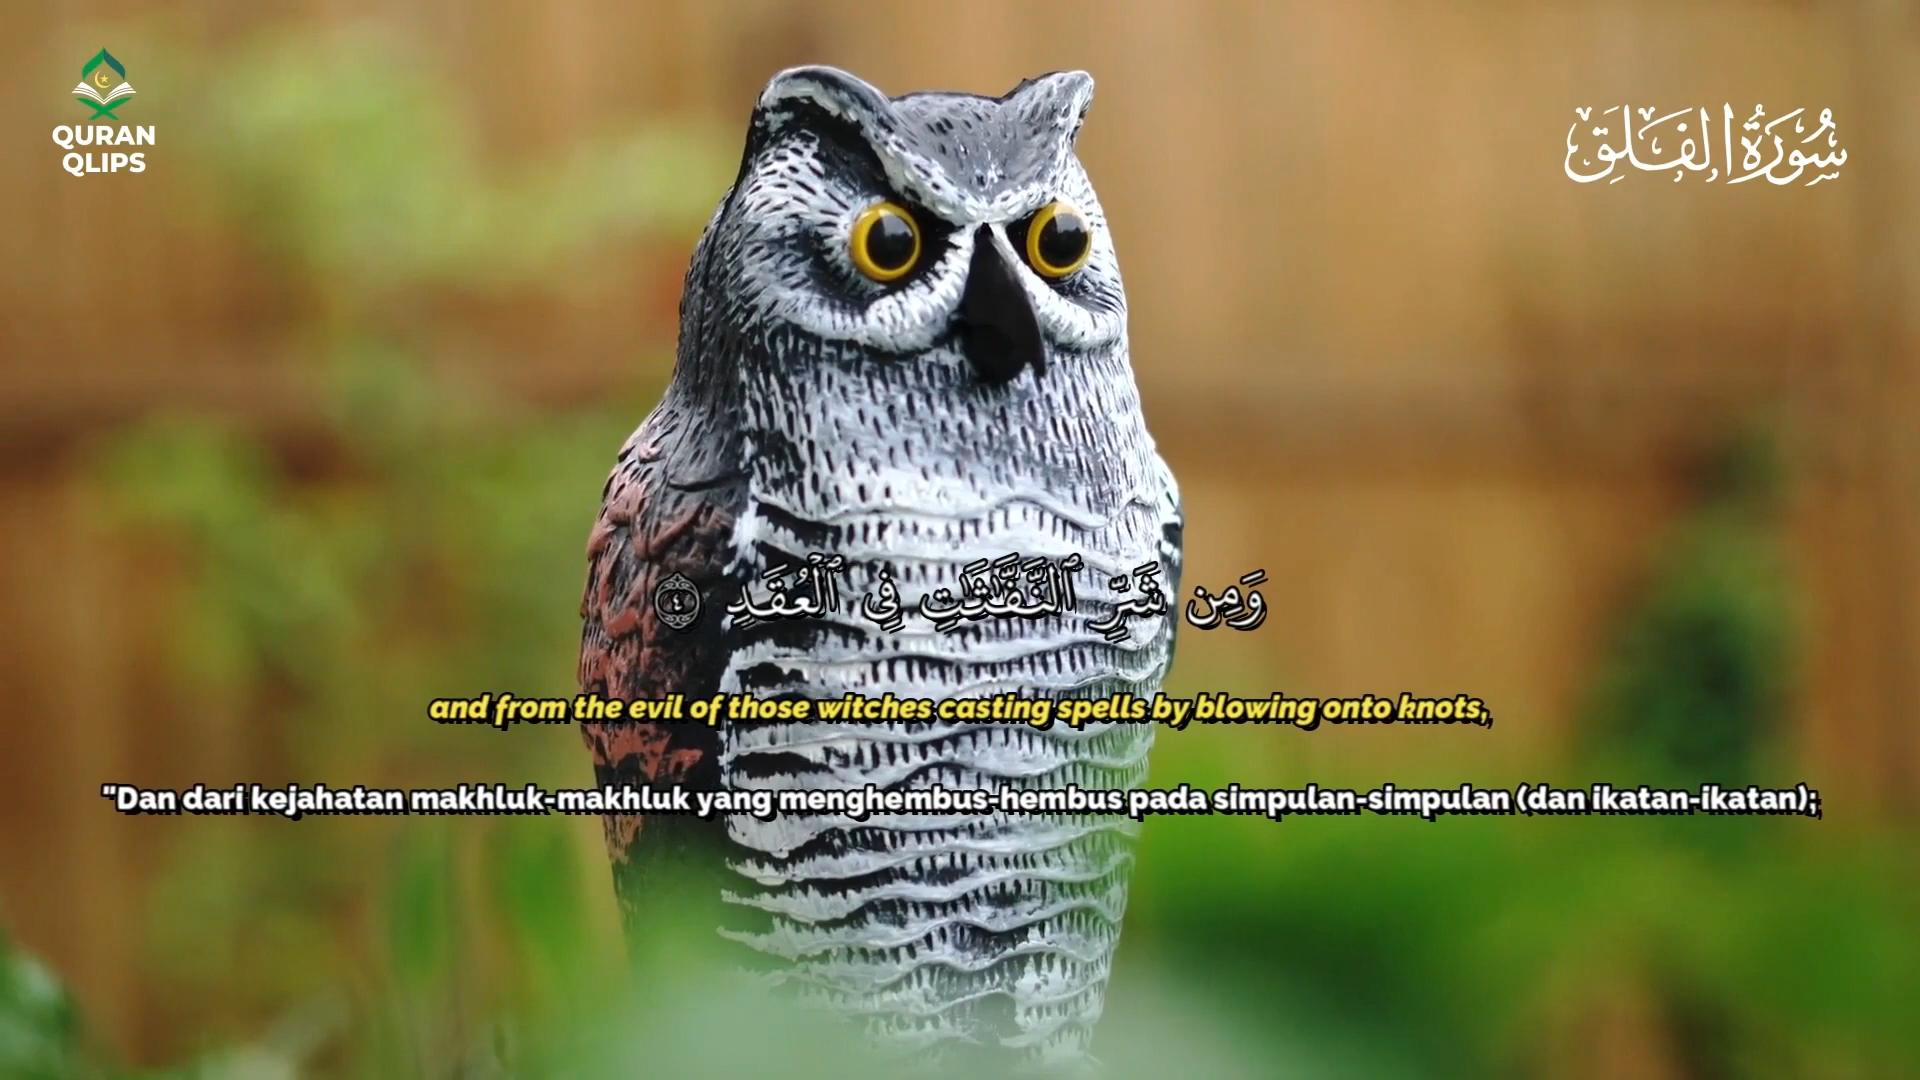 QURAN
QLIPS
سُورَةُ الفَلَق
وَمِن شَرِّ ٱلنَّفَّـٰثَـٰتِ فِى ٱلْعُقَدِ ٤
and from the evil of those witches casting spells by blowing onto knots,
"Dan dari kejahatan makhluk-makhluk yang menghembus-hembus pada simpulan-simpulan (dan ikatan-ikatan);